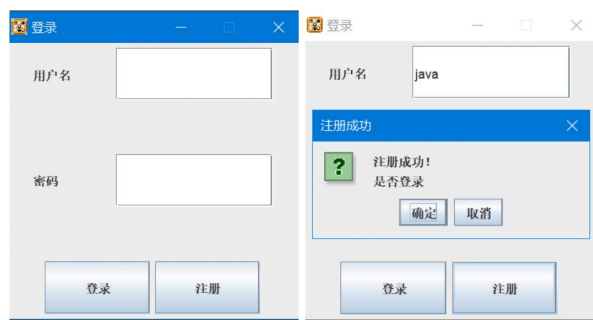 登录
用户名
密码
登录 注册
登录
用户名 java
注册成功
?
注册成功!
是否登录
确定 取消
登录 注册